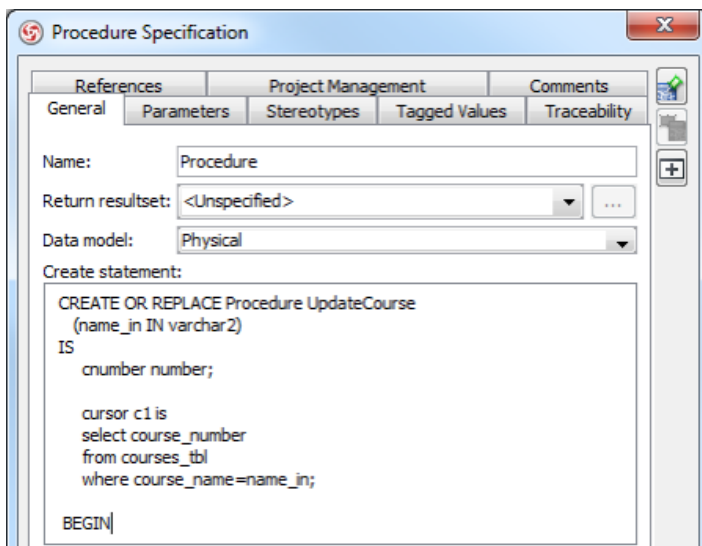 Procedure Specification
References Project Management Comments
General Parameters Stereotypes Tagged Values Traceability
Name: Procedure
Return resultset: <Unspecified> ...
Data model: Physical
Create statement:
CREATE OR REPLACE Procedure UpdateCourse
(name_in IN varchar2)
IS
cnumber number;
cursor c1 is
select course_number
from courses_tbl
where course_name=name_in;
BEGIN